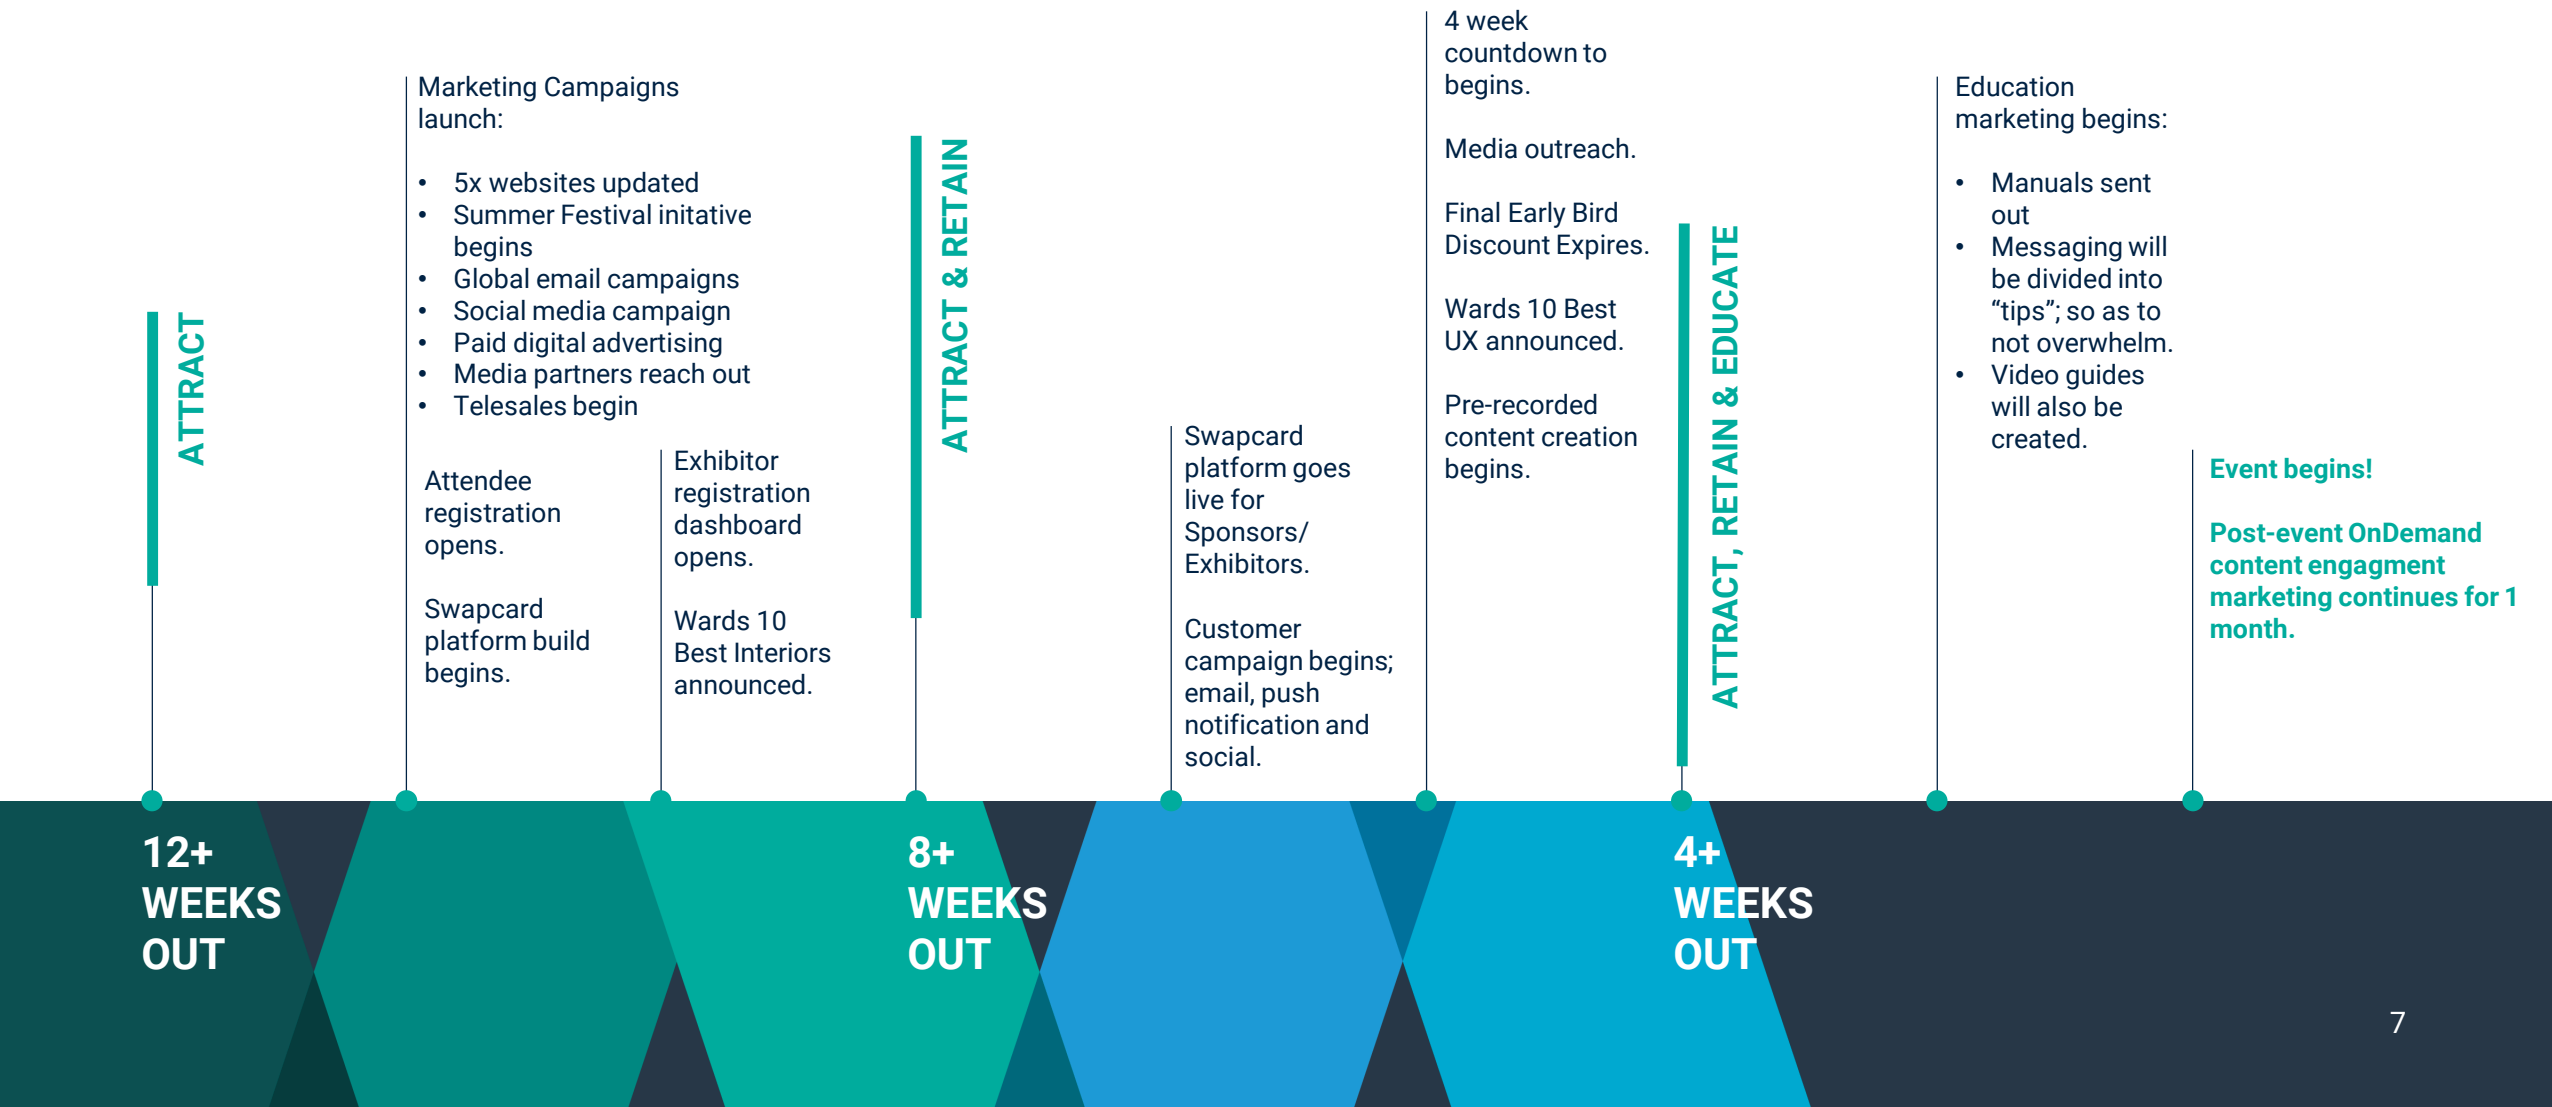 ATTRACT
Marketing Campaigns
launch:
• 5x websites updated
• Summer Festival initative
begins
• Global email campaigns
• Social media campaign
• Paid digital advertising
• Media partners reach out
• Telesales begin
Attendee
registration
opens.
Swapcard
platform build
begins.
Exhibitor
registration
dashboard
opens.
Wards 10
Best Interiors
announced.
ATTRACT & RETAIN
Swapcard
platform goes
live for
Sponsors/
Exhibitors.
Customer
campaign begins;
email, push
notification and
social.
4 week
countdown to
begins.
Media outreach.
Final Early Bird
Discount Expires.
Wards 10 Best
UX announced.
Pre-recorded
content creation
begins.
ATTRACT, RETAIN & EDUCATE
Education
marketing begins:
• Manuals sent
out
• Messaging will
be divided into
“tips”; so as to
not overwhelm.
• Video guides
will also be
created.
Event begins!
Post-event OnDemand
content engagment
marketing continues for 1
month.
12+
WEEKS
OUT
8+
WEEKS
OUT
4+
WEEKS
OUT
7